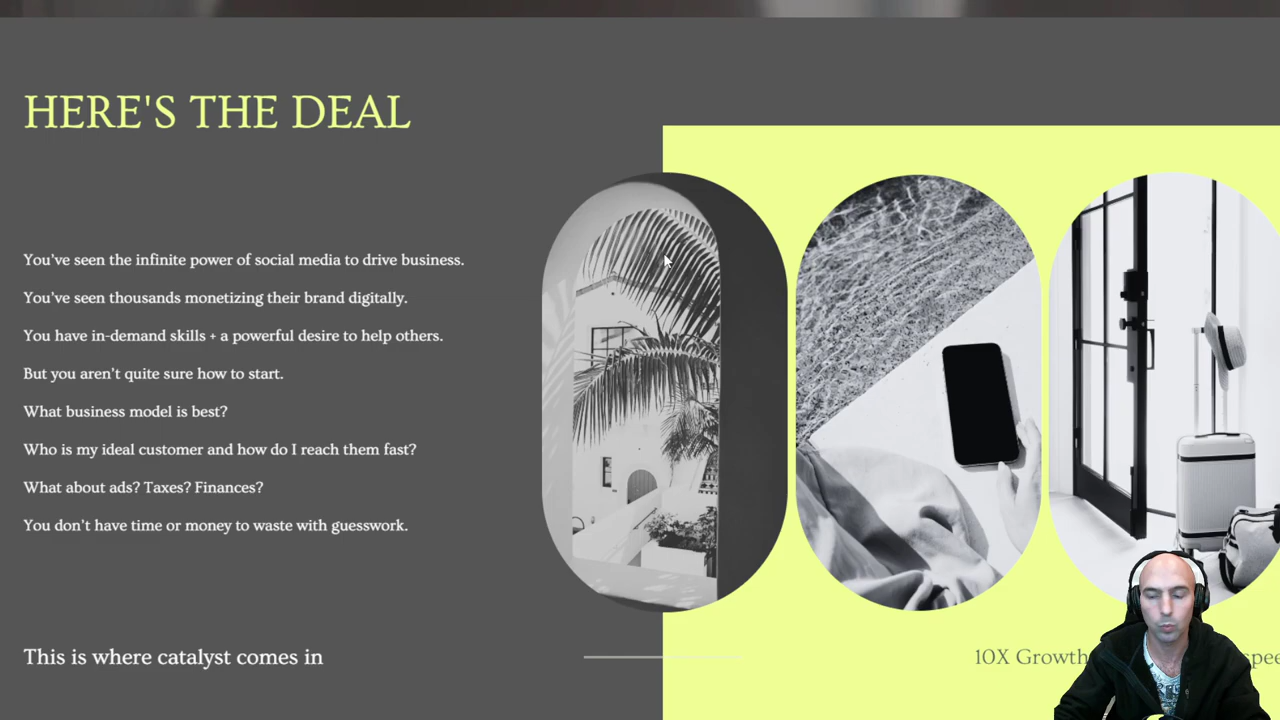 HERE'S THE DEAL
You've seen the infinite power of social media to drive business.
You've seen thousands monetizing their brand digitally.
You have in-demand skills + a powerful desire to help others.
But you aren't quite sure how to start.
What business model is best?
Who is my ideal customer and how do I reach them fast?
What about ads? Taxes? Finances?
You don't have time or money to waste with guesswork.
This is where catalyst comes in
10X Growth